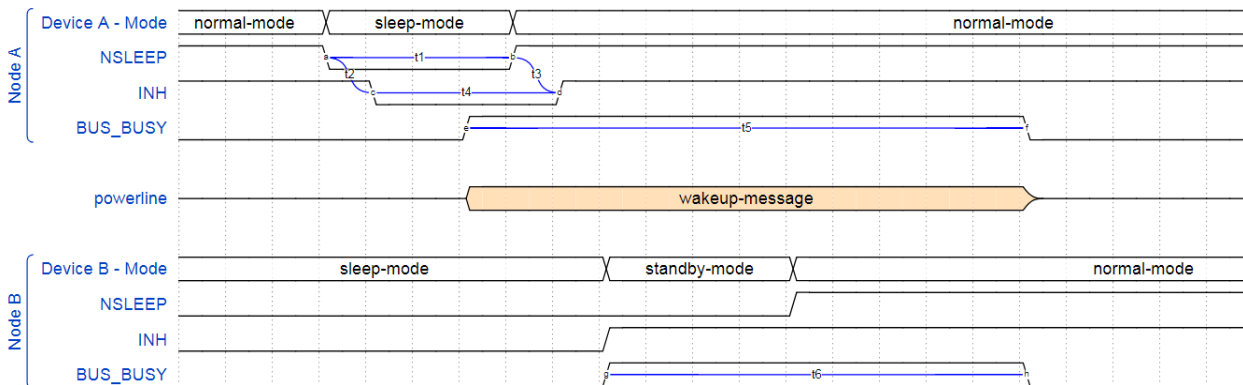 Node A
Device A - Mode normal-mode sleep-mode normal-mode
NSLEEP a t1 b
t2 t3
INH c t4 d
BUS_BUSY e t5 f
powerline wakeup-message
Node B
Device B - Mode sleep-mode standby-mode normal-mode
NSLEEP
INH
BUS_BUSY g t6 h